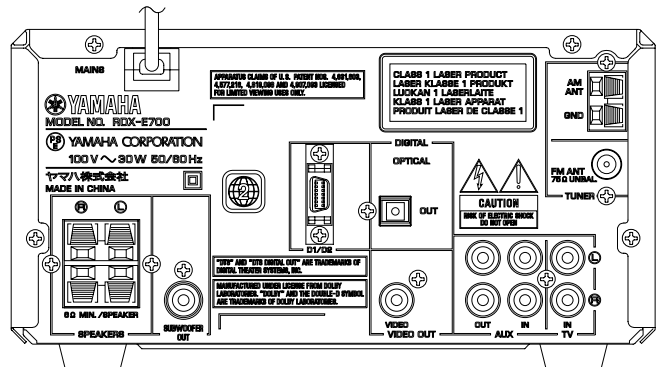 MAINS
YAMAHA
MODEL NO. RDX-E700
PS E
YAMAHA CORPORATION
100 V ~ 30W 50/60 Hz
ヤマハ株式会社
MADE IN CHINA
APPARATUS CLAIMS OF U. S. PATENT NOS. 4,631,603,
4,577,216, 4,819,098 AND 4,907,093 LICENSED
FOR LIMITED VIEWING USES ONLY.
CLASS 1 LASER PRODUCT
LASER KLASSE 1 PRODUKT
LUOKAN 1 LASERLAITE
KLASS 1 LASER APPARAT
PRODUIT LASER DE CLASSE 1
AM
ANT
GND
FM ANT
75Ω UNBAL.
TUNER
2
DIGITAL
OPTICAL
OUT
D1/D2
CAUTION
RISK OF ELECTRIC SHOCK
DO NOT OPEN
R
L
6Ω MIN. /SPEAKER
SPEAKERS
SUBWOOFER
OUT
"DTS" AND "DTS DIGITAL OUT" ARE TRADEMARKS OF
DIGITAL THEATER SYSTEMS, INC.
MANUFACTURED UNDER LICENSE FROM DOLBY
LABORATORIES. "DOLBY" AND THE DOUBLE-D SYMBOL
ARE TRADEMARKS OF DOLBY LABORATORIES.
VIDEO
VIDEO OUT
L
R
OUT
IN
AUX
IN
TV